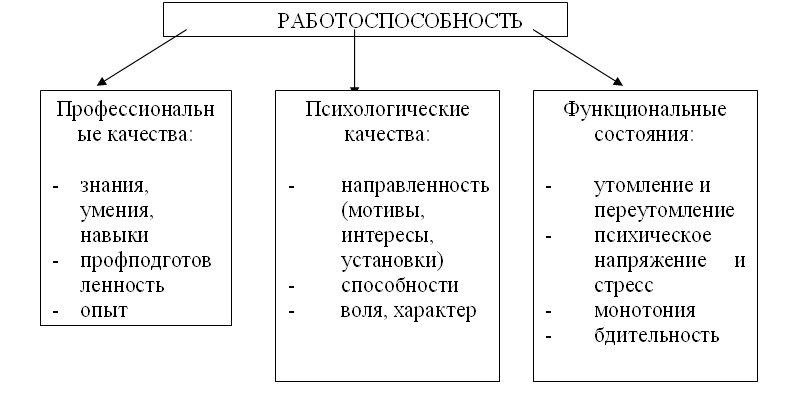 РАБОТОСПОСОБНОСТЬ
Профессиональн
ые качества:
- знания,
умения,
навыки
- профподготов
ленность
- опыт
Психологические
качества:
- направленность
(мотивы,
интересы,
установки)
- способности
- воля, характер
Функциональные
состояния:
- утомление и
переутомление
- психическое
напряжение и
стресс
- монотония
- бдительность